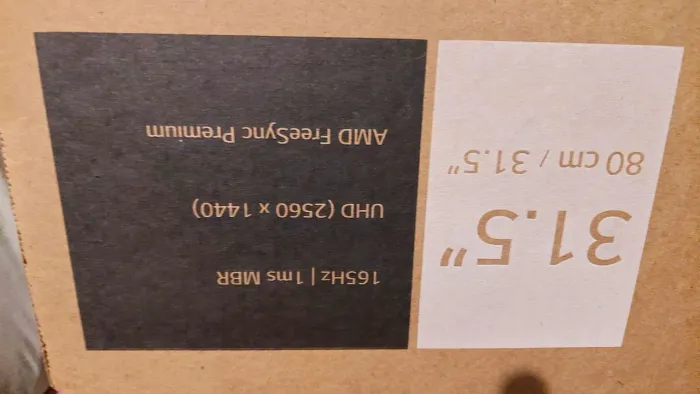 31.5"
80 cm / 31.5"
165Hz | 1ms MBR
UHD (2560 x 1440)
AMD FreeSync Premium